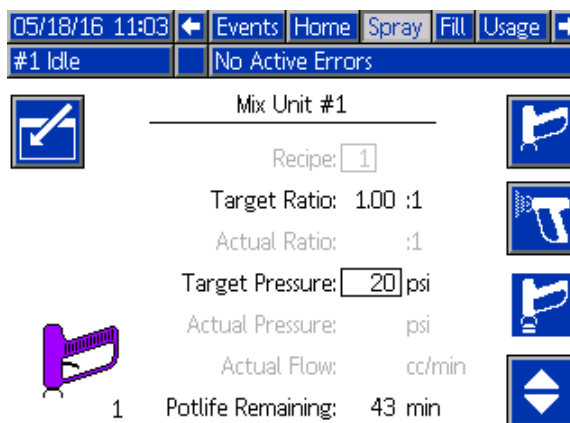 05/18/16 11:03 Events Home Spray Fill Usage
#1 Idle No Active Errors
Mix Unit #1
Recipe: 1
Target Ratio: 1.00 :1
Actual Ratio: :1
Target Pressure: 20 psi
Actual Pressure: psi
Actual Flow: cc/min
1 Potlife Remaining: 43 min